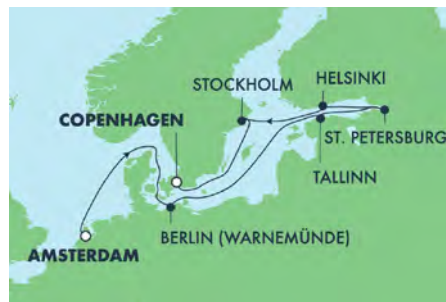 STOCKHOLM
HELSINKI
COPENHAGEN
ST. PETERSBURG
TALLINN
AMSTERDAM
BERLIN (WARNEMÜNDE)